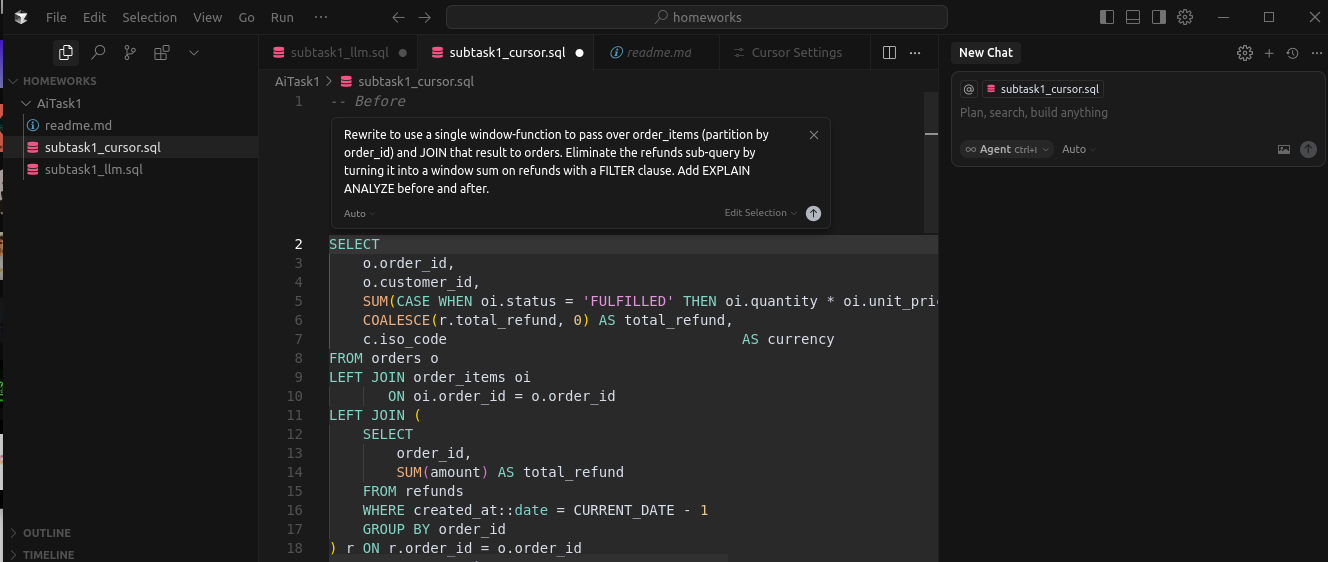 File Edit Selection View Go Run ··· ← → homeworks
HOMEWORKS
AiTask1
readme.md
subtask1_cursor.sql
subtask1_llm.sql
OUTLINE
TIMELINE
subtask1_llm.sql
subtask1_cursor.sql
readme.md
Cursor Settings
AiTask1 > subtask1_cursor.sql
1 -- Before
Rewrite to use a single window-function to pass over order_items (partition by
order_id) and JOIN that result to orders. Eliminate the refunds sub-query by
turning it into a window sum on refunds with a FILTER clause. Add EXPLAIN
ANALYZE before and after.
Auto
Edit Selection
2 SELECT
3 o.order_id,
4 o.customer_id,
5 SUM(CASE WHEN oi.status = 'FULFILLED' THEN oi.quantity * oi.unit_pri
6 COALESCE(r.total_refund, 0) AS total_refund,
7 c.iso_code AS currency
8 FROM orders o
9 LEFT JOIN order_items oi
10 ON oi.order_id = o.order_id
11 LEFT JOIN (
12 SELECT
13 order_id,
14 SUM(amount) AS total_refund
15 FROM refunds
16 WHERE created_at::date = CURRENT_DATE - 1
17 GROUP BY order_id
18 ) r ON r.order_id = o.order_id
New Chat
@ subtask1_cursor.sql
Plan, search, build anything
∞ Agent Ctrl+I Auto